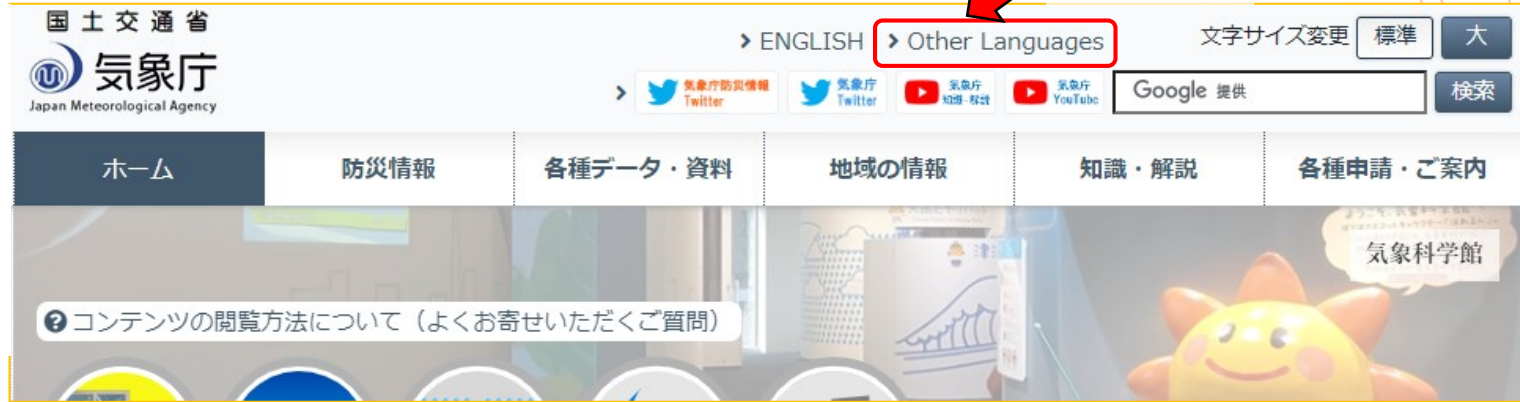 国土交通省
気象庁
Japan Meteorological Agency
ENGLISH
Other Languages
文字サイズ変更
標準
大
気象庁防災情報
Twitter
気象庁
Twitter
気象庁
知識・解説
気象庁
YouTube
Google 提供
検索
ホーム
防災情報
各種データ・資料
地域の情報
知識・解説
各種申請・ご案内
気象科学館
コンテンツの閲覧方法について（よくお寄せいただくご質問）